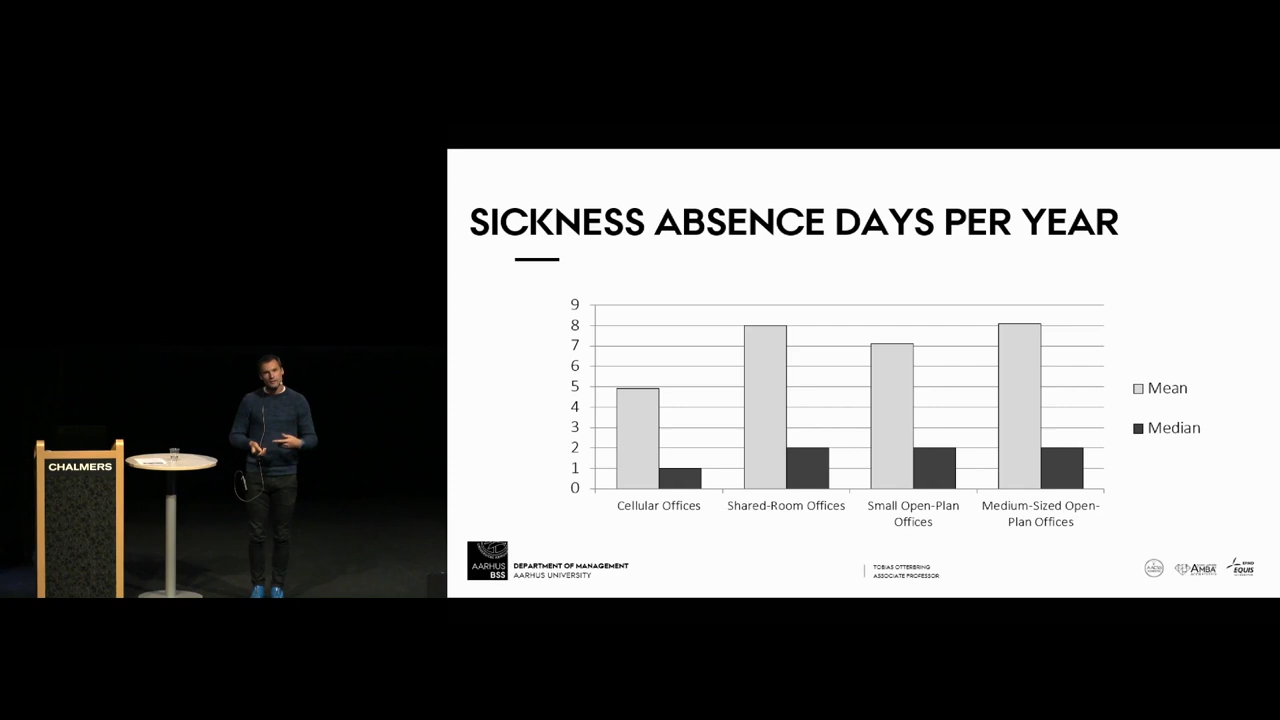 CHALMERS
SICKNESS ABSENCE DAYS PER YEAR
9
8
7
6
5
4
3
2
1
0
Cellular Offices
Shared-Room Offices
Small Open-Plan
Offices
Medium-Sized Open-
Plan Offices
Mean
Median
AARHUS
BSS
DEPARTMENT OF MANAGEMENT
AARHUS UNIVERSITY
TOBIAS OTTERBRING
ASSOCIATE PROFESSOR
AMBA
EFMD
EQUIS